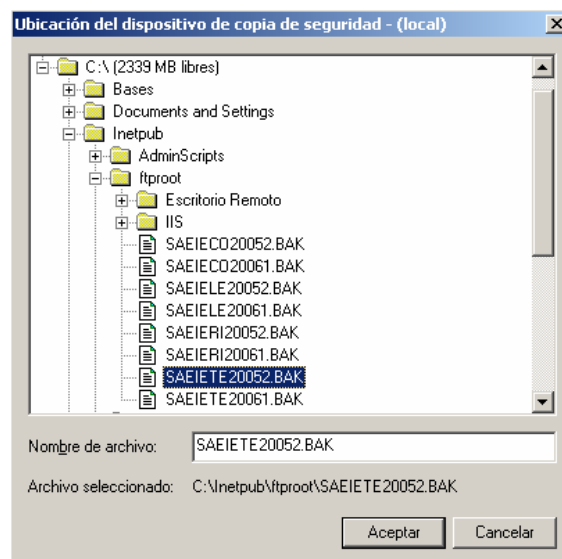 Ubicación del dispositivo de copia de seguridad - (local)
C:\ (2339 MB libres)
Bases
Documents and Settings
Inetpub
AdminScripts
ftproot
Escritorio Remoto
IIS
SAEIECO20052.BAK
SAEIECO20061.BAK
SAEIELE20052.BAK
SAEIELE20061.BAK
SAEIERI20052.BAK
SAEIERI20061.BAK
SAEIETE20052.BAK
SAEIETE20061.BAK
Nombre de archivo: SAEIETE20052.BAK
Archivo seleccionado: C:\Inetpub\ftproot\SAEIETE20052.BAK
Aceptar Cancelar